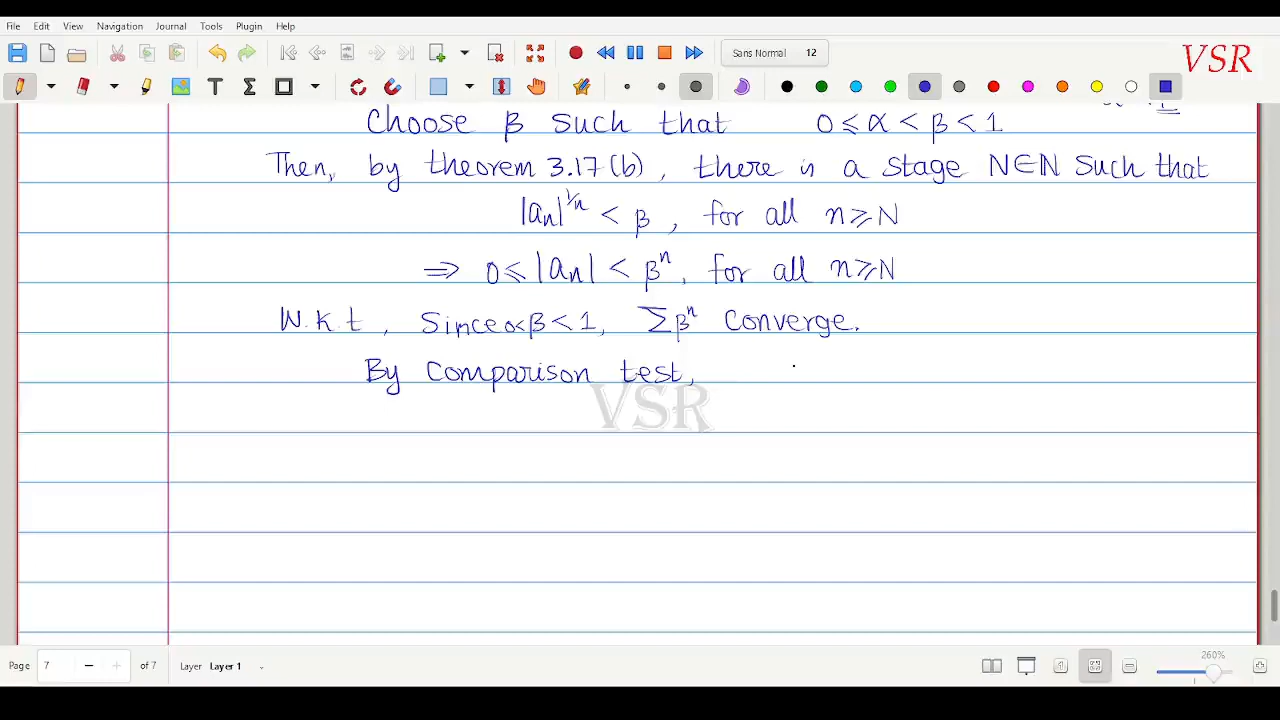 File Edit View Navigation Journal Tools Plugin Help
Sans Normal 12
VSR
Choose β such that 0 ≤ α < β < 1
Then, by theorem 3.17 (b), there is a stage N∈ℕ Such that
|an|^1/n < β, for all n ≥ N
⇒ 0 ≤ |an| < β^n, for all n ≥ N
W.k.t, Since 0<β<1, Σβ^n Converge.
By Comparison test,
VSR
Page 7 of 7 Layer Layer 1 260%